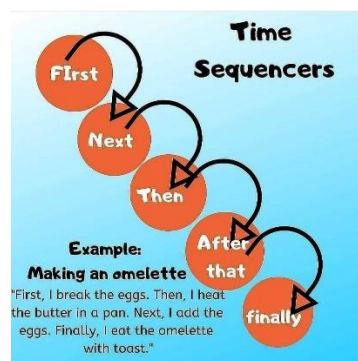 Time
Sequencers
FIrst
Next
Then
After
that
finally
Example:
Making an omelette
"First, I break the eggs. Then, I heat
the butter in a pan. Next, I add the
eggs. Finally, I eat the omelette
with toast."